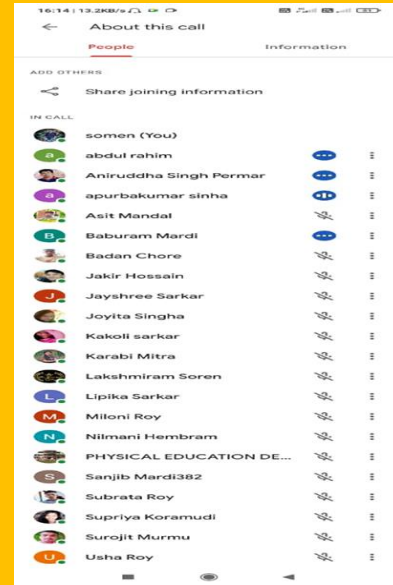 16:14 | 13.2KB/s
About this call
People Information
ADD OTHERS
Share joining information
IN CALL
somen (You)
a abdul rahim
Aniruddha Singh Permar
a apurbakumar sinha
Asit Mandal
B Baburam Mardi
Badan Chore
Jakir Hossain
J Jayshree Sarkar
Joyita Singha
Kakoli sarkar
Karabi Mitra
Lakshmiram Soren
L Lipika Sarkar
M Miloni Roy
N Nilmani Hembram
PHYSICAL EDUCATION DE...
S Sanjib Mardi382
Subrata Roy
Supriya Koramudi
Surojit Murmu
U Usha Roy